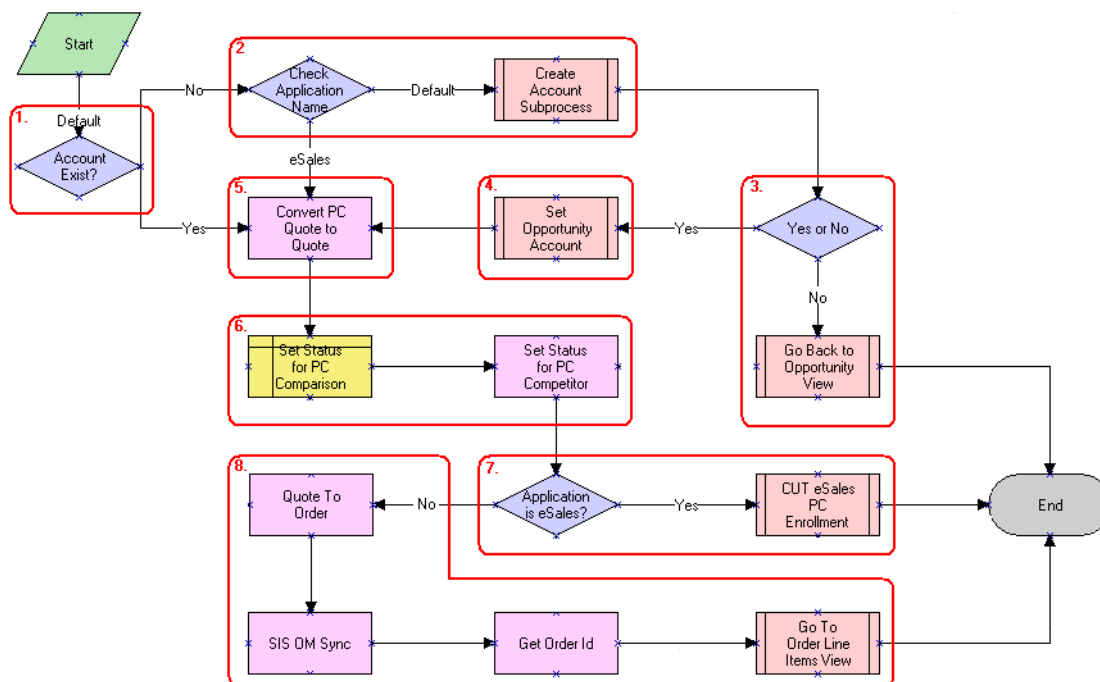 Start
1.
Default
Account
Exist?
No
Yes
2
Check
Application
Name
Default
Create
Account
Subprocess
eSales
5.
Convert PC
Quote to
Quote
4.
Set
Opportunity
Account
Yes
3.
Yes or No
No
Go Back to
Opportunity
View
6.
Set Status
for PC
Comparison
Set Status
for PC
Competitor
7.
Application
is eSales?
Yes
CUT eSales
PC
Enrollment
End
No
8.
Quote To
Order
SIS OM Sync
Get Order Id
Go To
Order Line
Items View